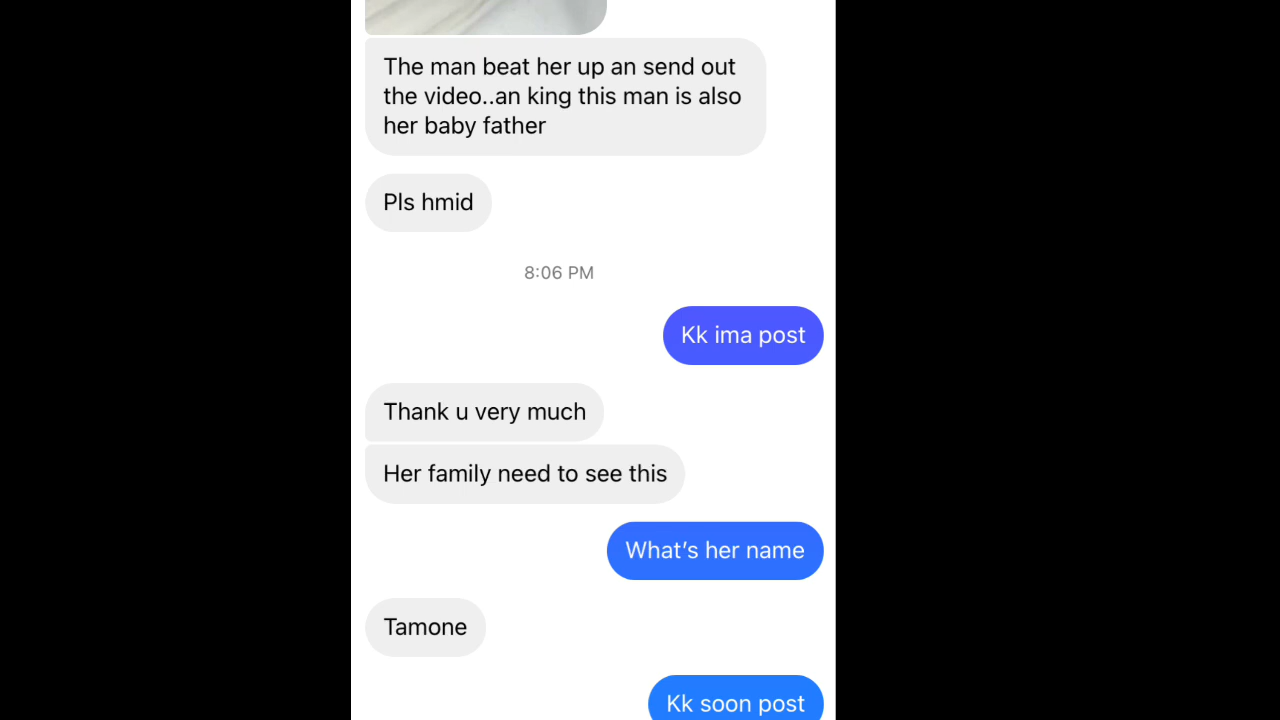 The man beat her up an send out
the video..an king this man is also
her baby father
Pls hmid
8:06 PM
Kk ima post
Thank u very much
Her family need to see this
What’s her name
Tamone
Kk soon post